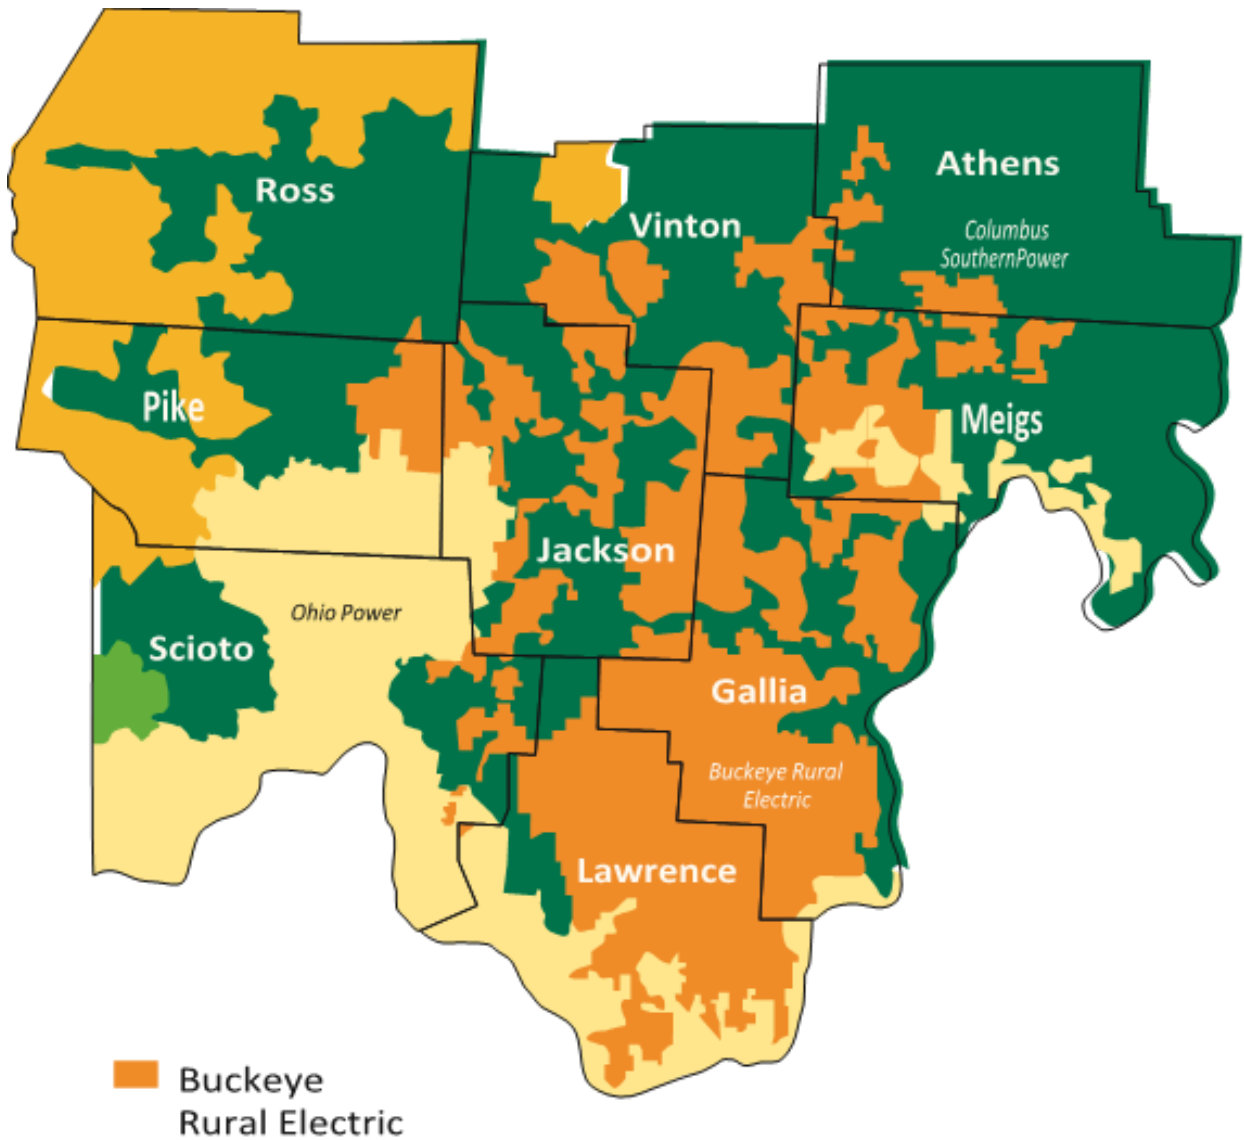 Ross
Athens
Vinton
Columbus
SouthernPower
Pike
Meigs
Jackson
Ohio Power
Scioto
Gallia
Buckeye Rural
Electric
Lawrence
Buckeye
Rural Electric